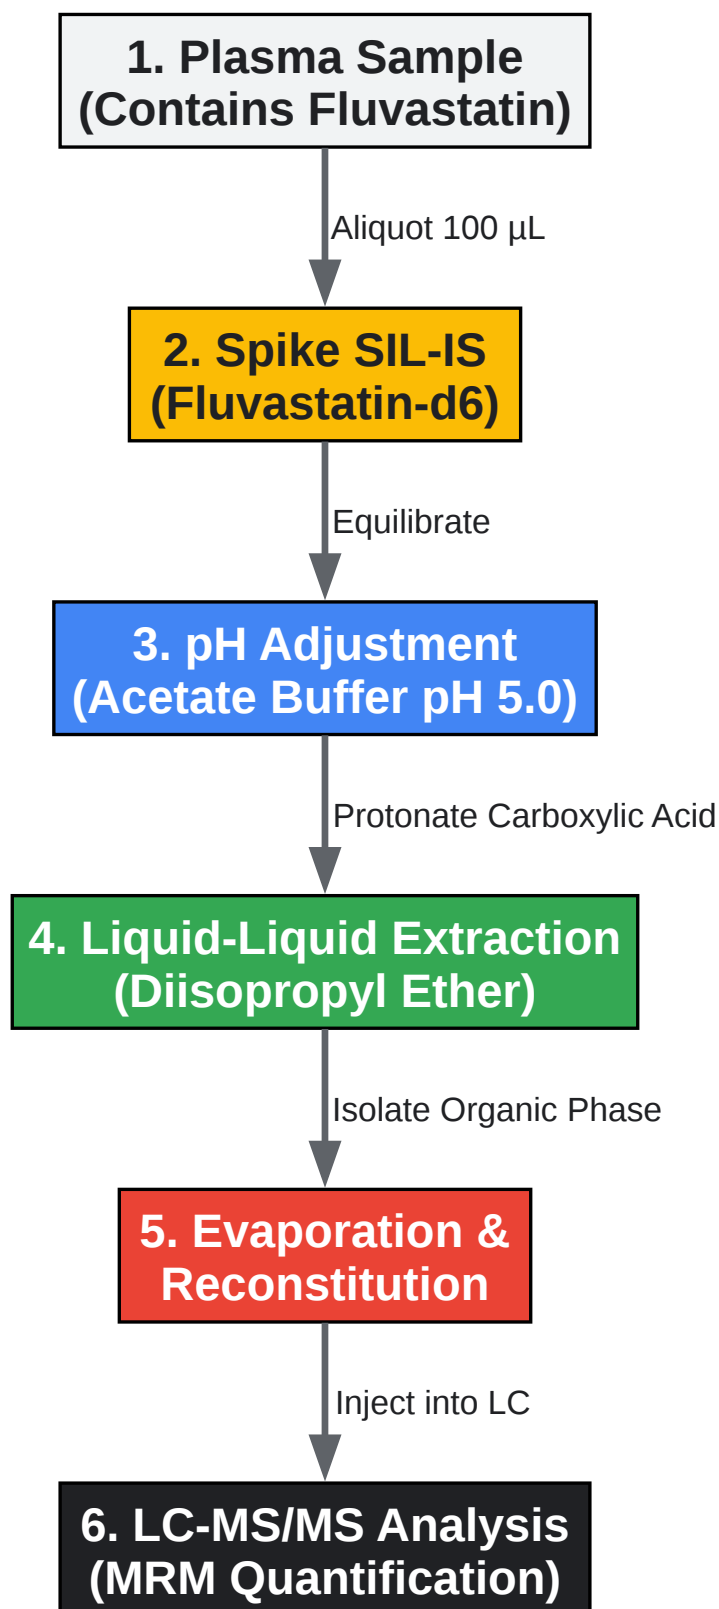 1. Plasma Sample
(Contains Fluvastatin)
Aliquot 100 µL
2. Spike SIL-IS
(Fluvastatin-d6)
Equilibrate
3. pH Adjustment
(Acetate Buffer pH 5.0)
Protonate Carboxylic Acid
4. Liquid-Liquid Extraction
(Diisopropyl Ether)
Isolate Organic Phase
5. Evaporation &
Reconstitution
Inject into LC
6. LC-MS/MS Analysis
(MRM Quantification)